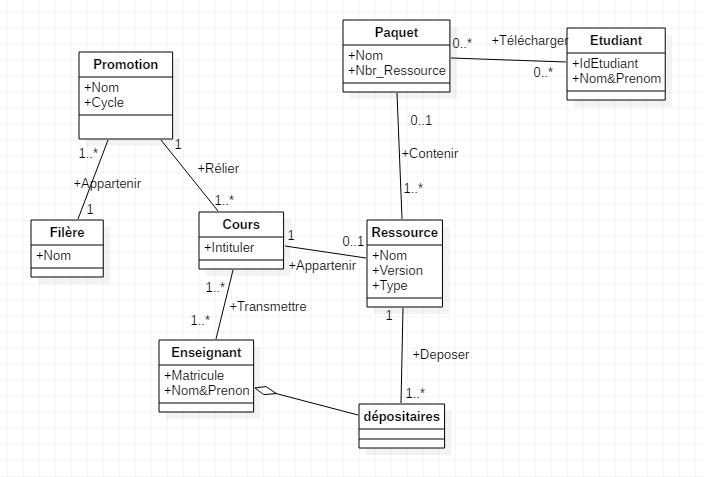 Paquet
+Nom
+Nbr_Ressource
0..*
+Télécharger
0..*
Etudiant
+IdEtudiant
+Nom&Prenom
Promotion
+Nom
+Cycle
1..*
+Appartenir
1
1
+Rélier
1..*
0..1
+Contenir
1..*
Filère
+Nom
Cours
+Intituler
1
0..1
+Appartenir
Ressource
+Nom
+Version
+Type
1..*
+Transmettre
1..*
1
+Deposer
1..*
Enseignant
+Matricule
+Nom&Prenon
dépositaires